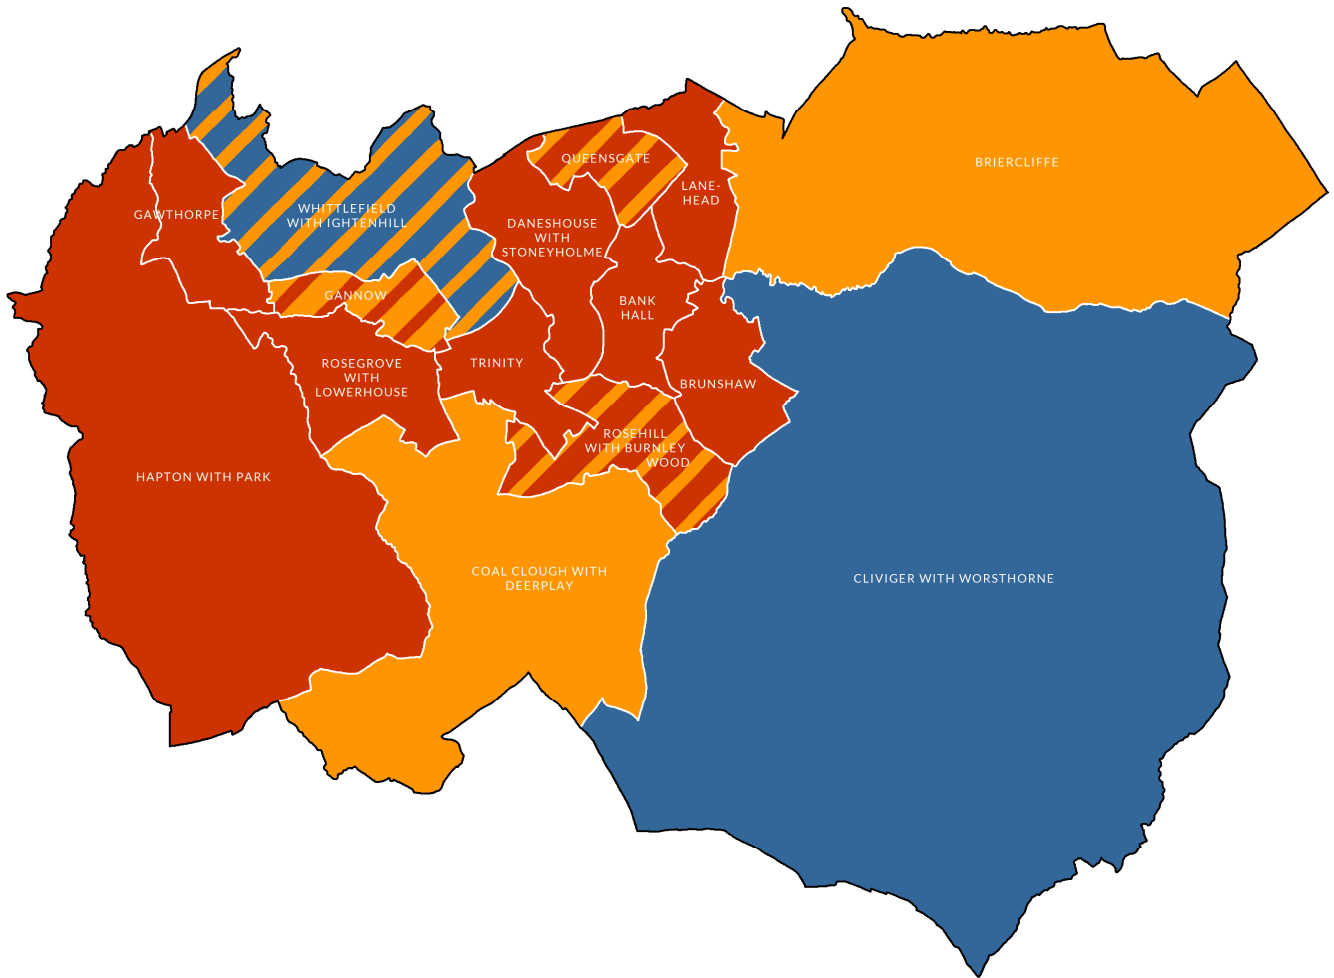 BRIERCLIFFE
QUEENSGATE
LANE-
HEAD
GAWTHORPE
WHITTLEFIELD
WITH IGHTENHILL
DANESHOUSE
WITH
STONEYHOLME
GANNOW
BANK
HALL
ROSEGROVE
WITH
LOWERHOUSE
TRINITY
BRUNSHAW
ROSEHILL
WITH BURNLEY
WOOD
HAPTON WITH PARK
COAL CLOUGH WITH
DEERPLAY
CLIVIGER WITH WORSTHORNE